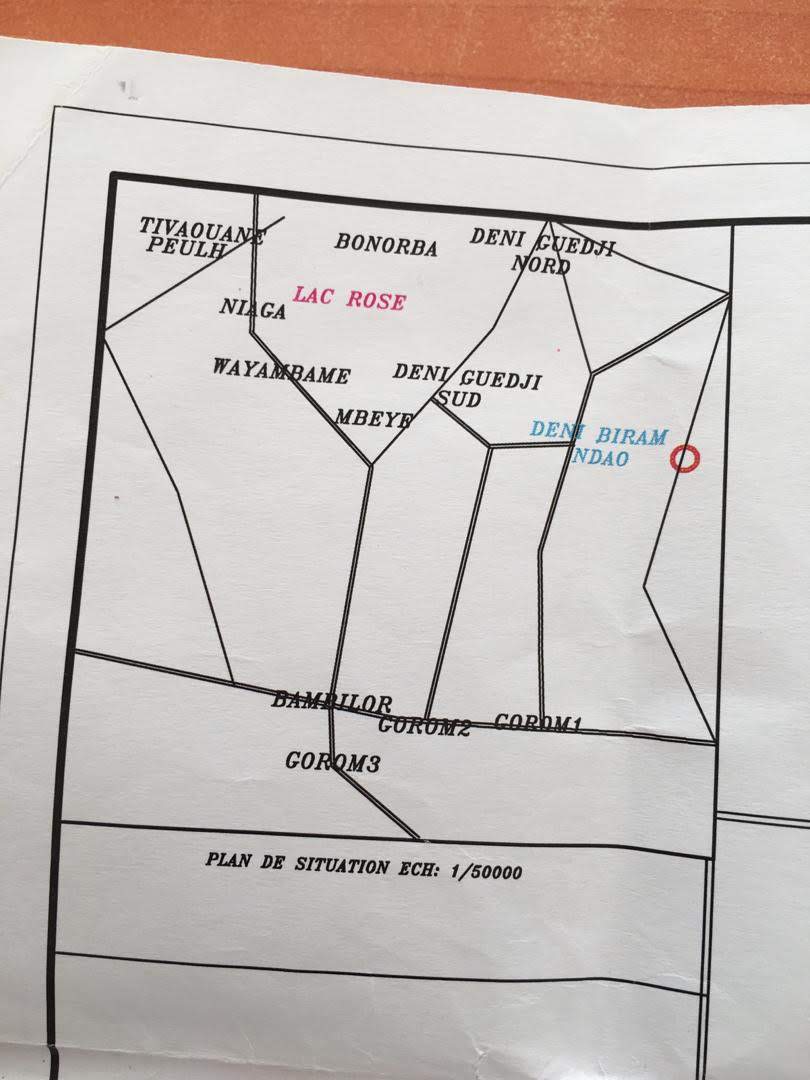 TIVAOUANE
PEULH
BONORBA
DENI GUEDJI
NORD
NIAGA
LAC ROSE
WAYAMBAME
DENI GUEDJI
SUD
MBEYE
DENI BIRAM
NDAO
BAMBILOR
GOROM2
GOROM1
GOROM3
PLAN DE SITUATION ECH: 1/50000